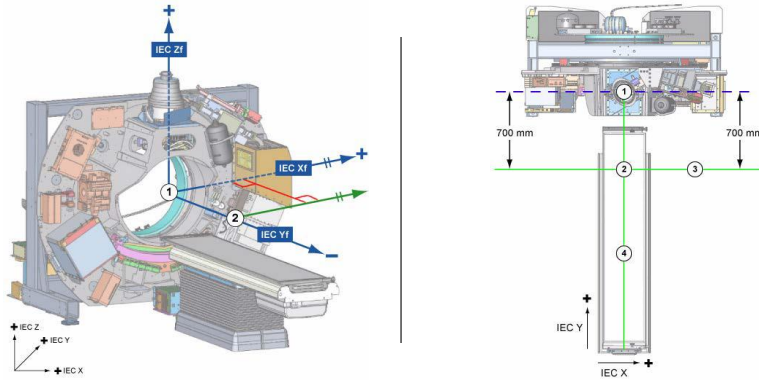 +
IEC Zf
IEC Xf
+
1
2
IEC Yf
−
+ IEC Z
+ IEC Y
+ IEC X
1
700 mm
700 mm
2
3
4
+
IEC Y
IEC X
+